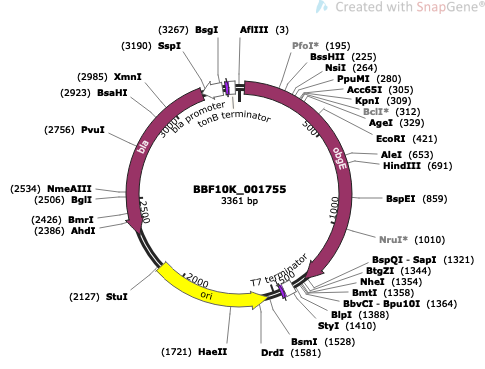 Created with SnapGene®
(3267) BsgI
AflIII (3)
(3190) SspI
PfoI* (195)
BssHII (225)
NsiI (264)
PpuMI (280)
Acc65I (305)
KpnI (309)
BclI* (312)
AgeI (329)
EcoRI (421)
AleI (653)
HindIII (691)
BspEI (859)
NruI* (1010)
BspQI - SapI (1321)
BtgZI (1344)
NheI (1354)
BmtI (1358)
BbvCI - Bpu10I (1364)
BlpI (1388)
StyI (1410)
BsmI (1528)
DrdI (1581)
(1721) HaeII
(2127) StuI
(2386) AhdI
(2426) BmrI
(2506) BglI
(2534) NmeAIII
(2756) PvuI
(2923) BsaHI
(2985) XmnI
bla promoter
tonB terminator
bla
obgE
T7 terminator
ori
500
1000
1500
2000
2500
3000
BBF10K_001755
3361 bp